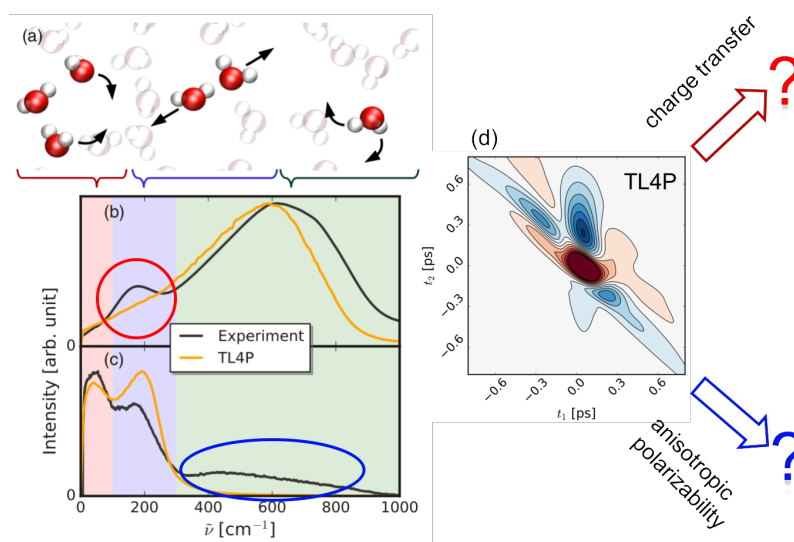 (a)
charge transfer
?
(d)
TL4P
0.6
0.3
0.0
−0.3
−0.6
t₂ [ps]
−0.6
−0.3
0.0
0.3
0.6
t₁ [ps]
(b)
0
Experiment
TL4P
(c)
0
Intensity [arb. unit]
0
200
400
600
800
1000
ν̃ [cm⁻¹]
anisotropic
polarizability
?